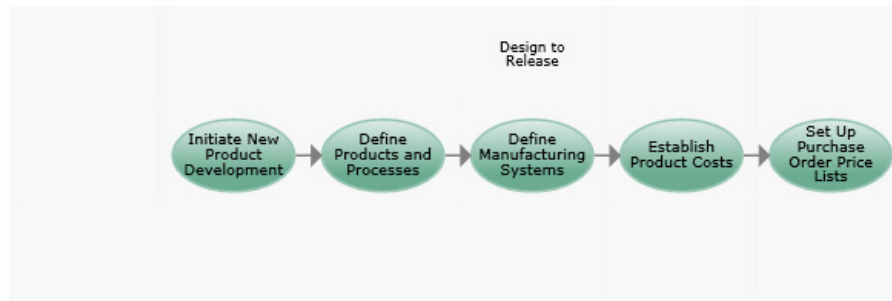 Design to
Release
Initiate New
Product
Development
Define
Products and
Processes
Define
Manufacturing
Systems
Establish
Product Costs
Set Up
Purchase
Order Price
Lists